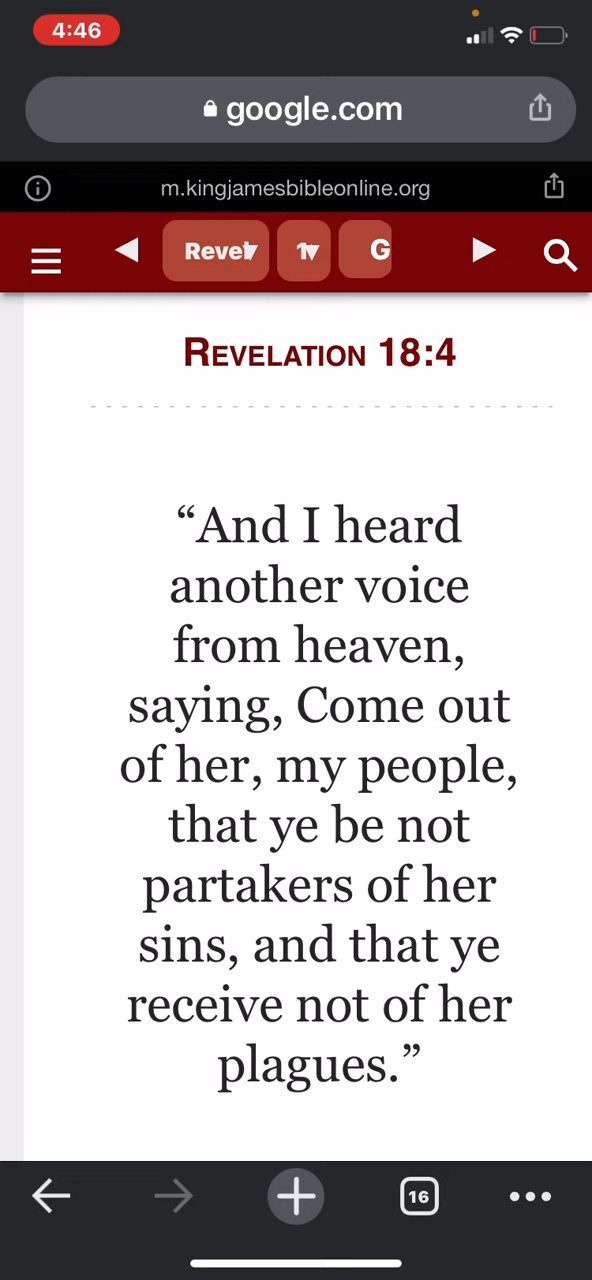 4:46
google.com
m.kingjamesbibleonline.org
Revel
1
G
REVELATION 18:4
“And I heard
another voice
from heaven,
saying, Come out
of her, my people,
that ye be not
partakers of her
sins, and that ye
receive not of her
plagues.”
16